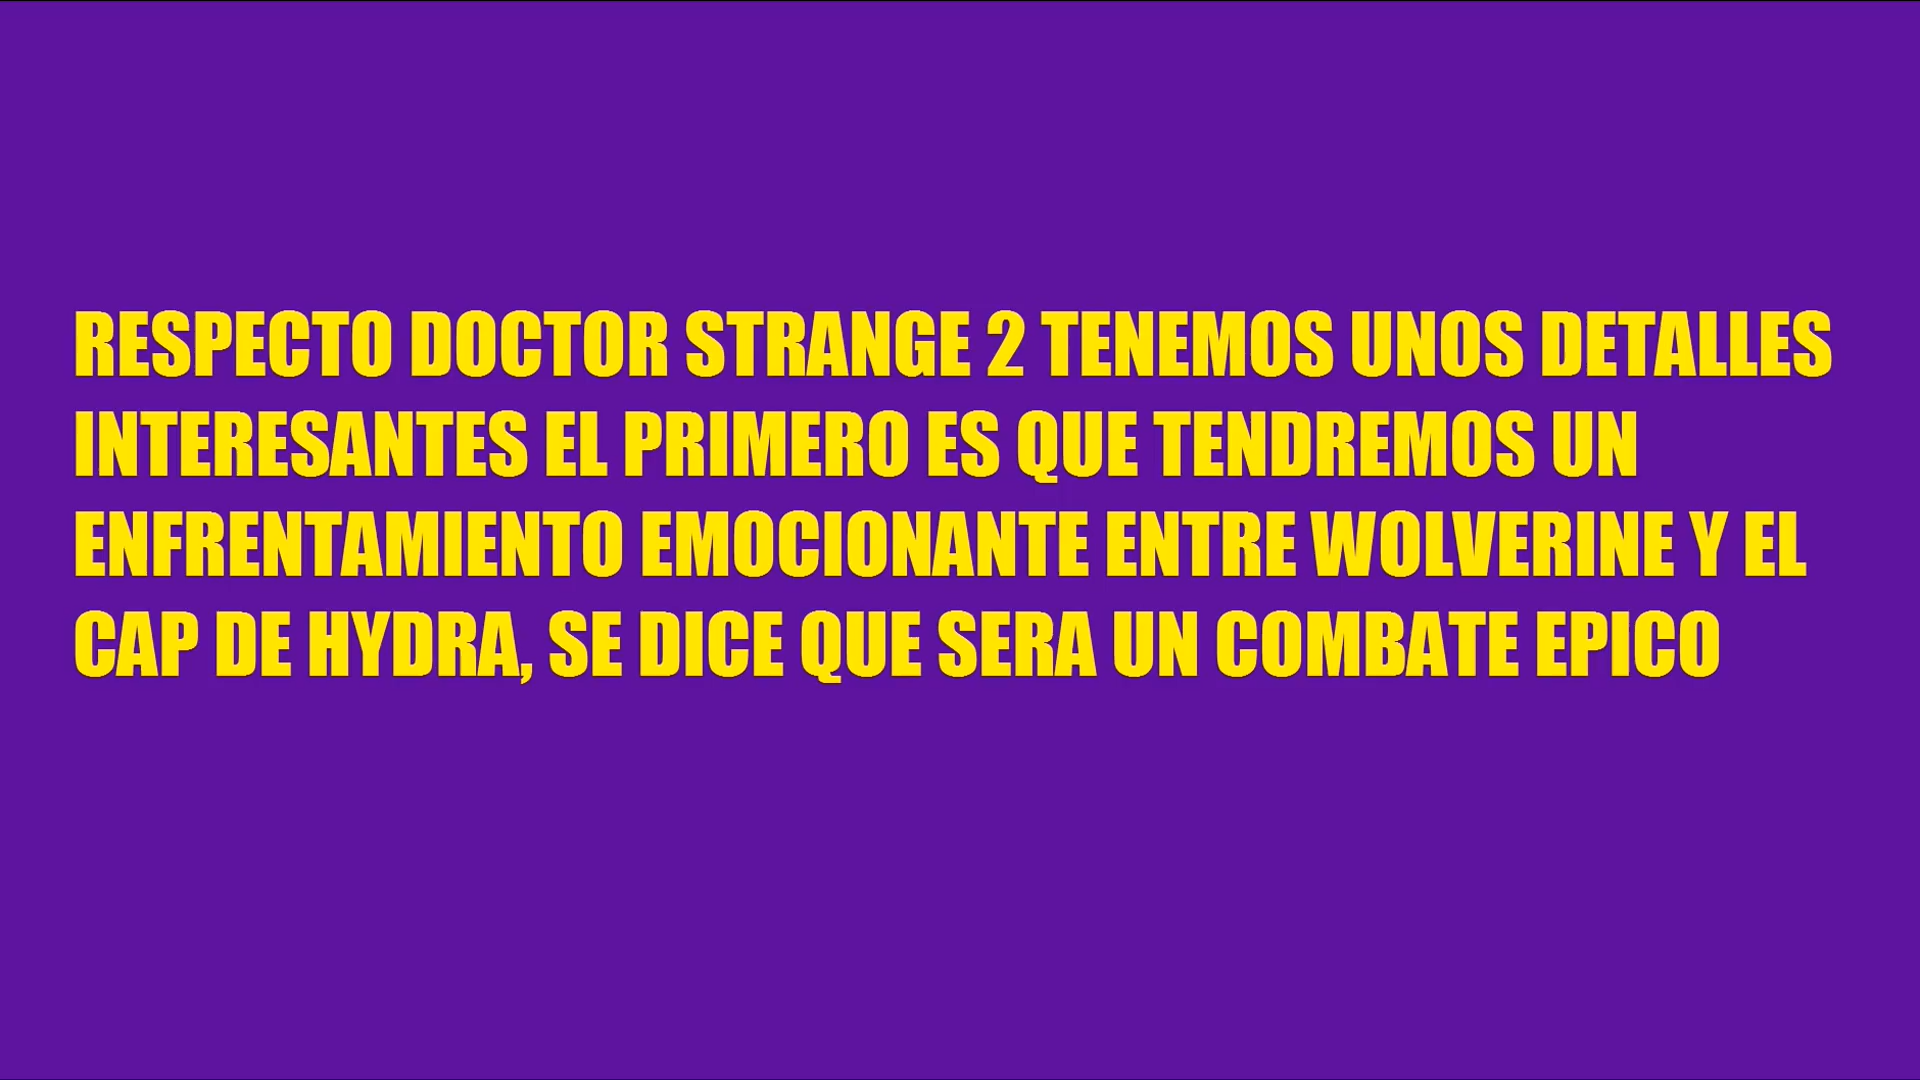 RESPECTO DOCTOR STRANGE 2 TENEMOS UNOS DETALLES
INTERESANTES EL PRIMERO ES QUE TENDREMOS UN
ENFRENTAMIENTO EMOCIONANTE ENTRE WOLVERINE Y EL
CAP DE HYDRA, SE DICE QUE SERA UN COMBATE EPICO